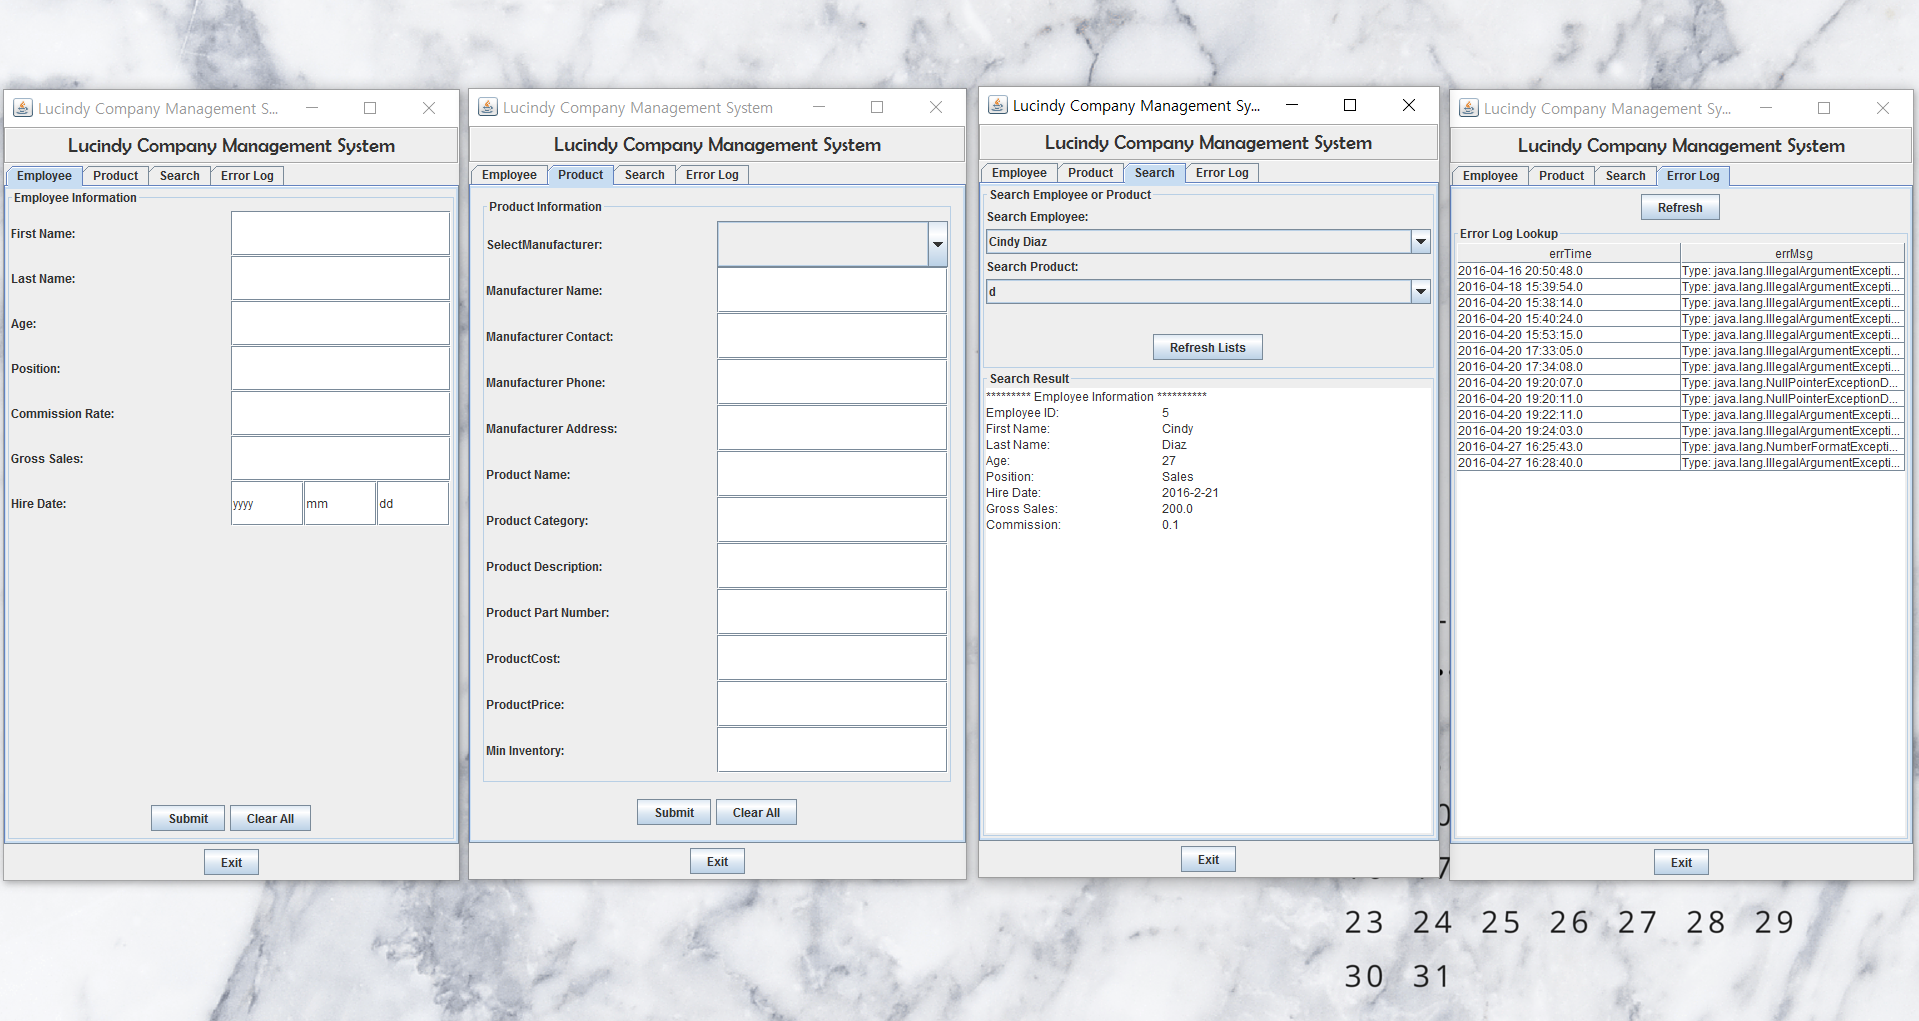 Lucindy Company Management S...
Lucindy Company Management System
Employee Product Search Error Log
Employee Information
First Name:
Last Name:
Age:
Position:
Commission Rate:
Gross Sales:
Hire Date: yyyy mm dd
Submit Clear All
Exit
Lucindy Company Management System
Lucindy Company Management System
Employee Product Search Error Log
Product Information
SelectManufacturer:
Manufacturer Name:
Manufacturer Contact:
Manufacturer Phone:
Manufacturer Address:
Product Name:
Product Category:
Product Description:
Product Part Number:
ProductCost:
ProductPrice:
Min Inventory:
Submit Clear All
Exit
Lucindy Company Management Sy...
Lucindy Company Management System
Employee Product Search Error Log
Search Employee or Product
Search Employee:
Cindy Diaz
Search Product:
d
Refresh Lists
Search Result
********* Employee Information **********
Employee ID: 5
First Name: Cindy
Last Name: Diaz
Age: 27
Position: Sales
Hire Date: 2016-2-21
Gross Sales: 200.0
Commission: 0.1
Exit
Lucindy Company Management Sy...
Lucindy Company Management System
Employee Product Search Error Log
Refresh
Error Log Lookup
errTime errMsg
2016-04-16 20:50:48.0 Type: java.lang.IllegalArgumentExcepti...
2016-04-18 15:39:54.0 Type: java.lang.IllegalArgumentExcepti...
2016-04-20 15:38:14.0 Type: java.lang.IllegalArgumentExcepti...
2016-04-20 15:40:24.0 Type: java.lang.IllegalArgumentExcepti...
2016-04-20 15:53:15.0 Type: java.lang.IllegalArgumentExcepti...
2016-04-20 17:33:05.0 Type: java.lang.IllegalArgumentExcepti...
2016-04-20 17:34:08.0 Type: java.lang.IllegalArgumentExcepti...
2016-04-20 19:20:07.0 Type: java.lang.NullPointerExceptionD...
2016-04-20 19:20:11.0 Type: java.lang.NullPointerExceptionD...
2016-04-20 19:22:11.0 Type: java.lang.IllegalArgumentExcepti...
2016-04-20 19:24:03.0 Type: java.lang.IllegalArgumentExcepti...
2016-04-27 16:25:43.0 Type: java.lang.NumberFormatExcepti...
2016-04-27 16:28:40.0 Type: java.lang.IllegalArgumentExcepti...
Exit
23 24 25 26 27 28 29
30 31